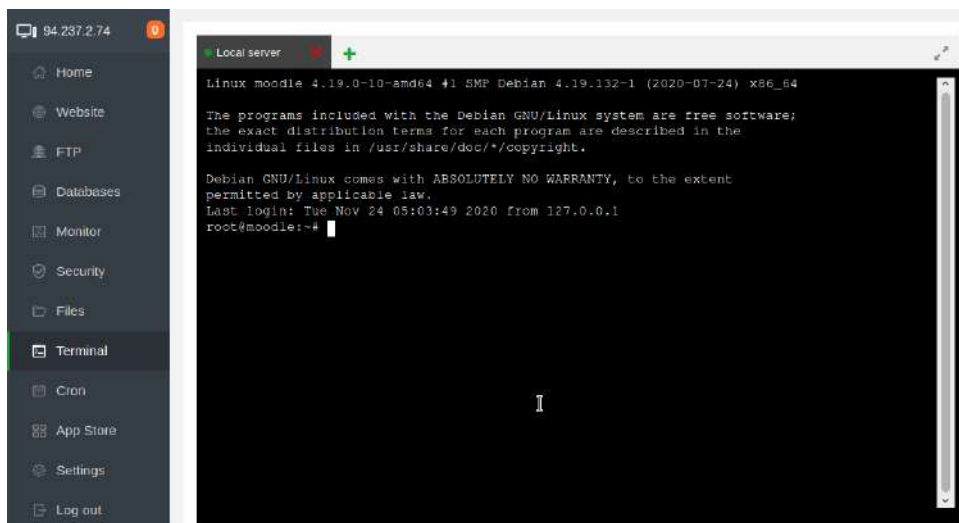 94.237.2.74
0
Home
Website
FTP
Databases
Monitor
Security
Files
Terminal
Cron
App Store
Settings
Log out
Local server
Linux moodle 4.19.0-10-amd64 #1 SMP Debian 4.19.132-1 (2020-07-24) x86_64
The programs included with the Debian GNU/Linux system are free software;
the exact distribution terms for each program are described in the
individual files in /usr/share/doc/*/copyright.
Debian GNU/Linux comes with ABSOLUTELY NO WARRANTY, to the extent
permitted by applicable law.
Last login: Tue Nov 24 05:03:49 2020 from 127.0.0.1
root@moodle:~#